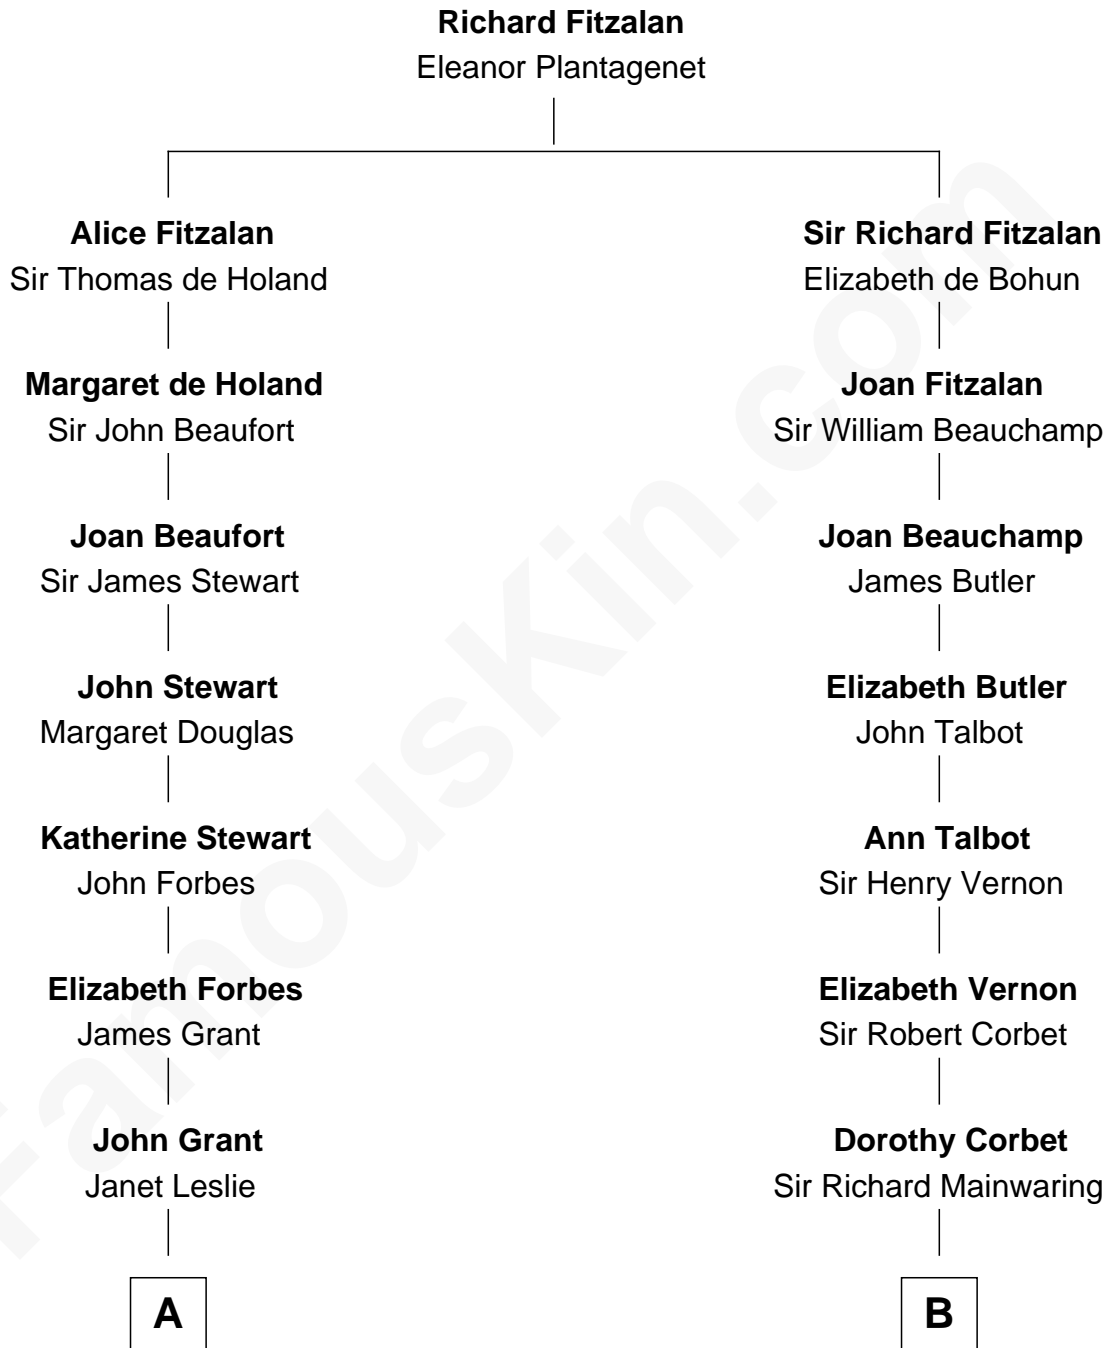 Richard Fitzalan
Eleanor Plantagenet
Alice Fitzalan
Sir Thomas de Holand
Sir Richard Fitzalan
Elizabeth de Bohun
Margaret de Holand
Sir John Beaufort
Joan Fitzalan
Sir William Beauchamp
Joan Beaufort
Sir James Stewart
Joan Beauchamp
James Butler
John Stewart
Margaret Douglas
Elizabeth Butler
John Talbot
Katherine Stewart
John Forbes
Ann Talbot
Sir Henry Vernon
Elizabeth Forbes
James Grant
Elizabeth Vernon
Sir Robert Corbet
John Grant
Janet Leslie
Dorothy Corbet
Sir Richard Mainwaring
A
B
FamousKin.com